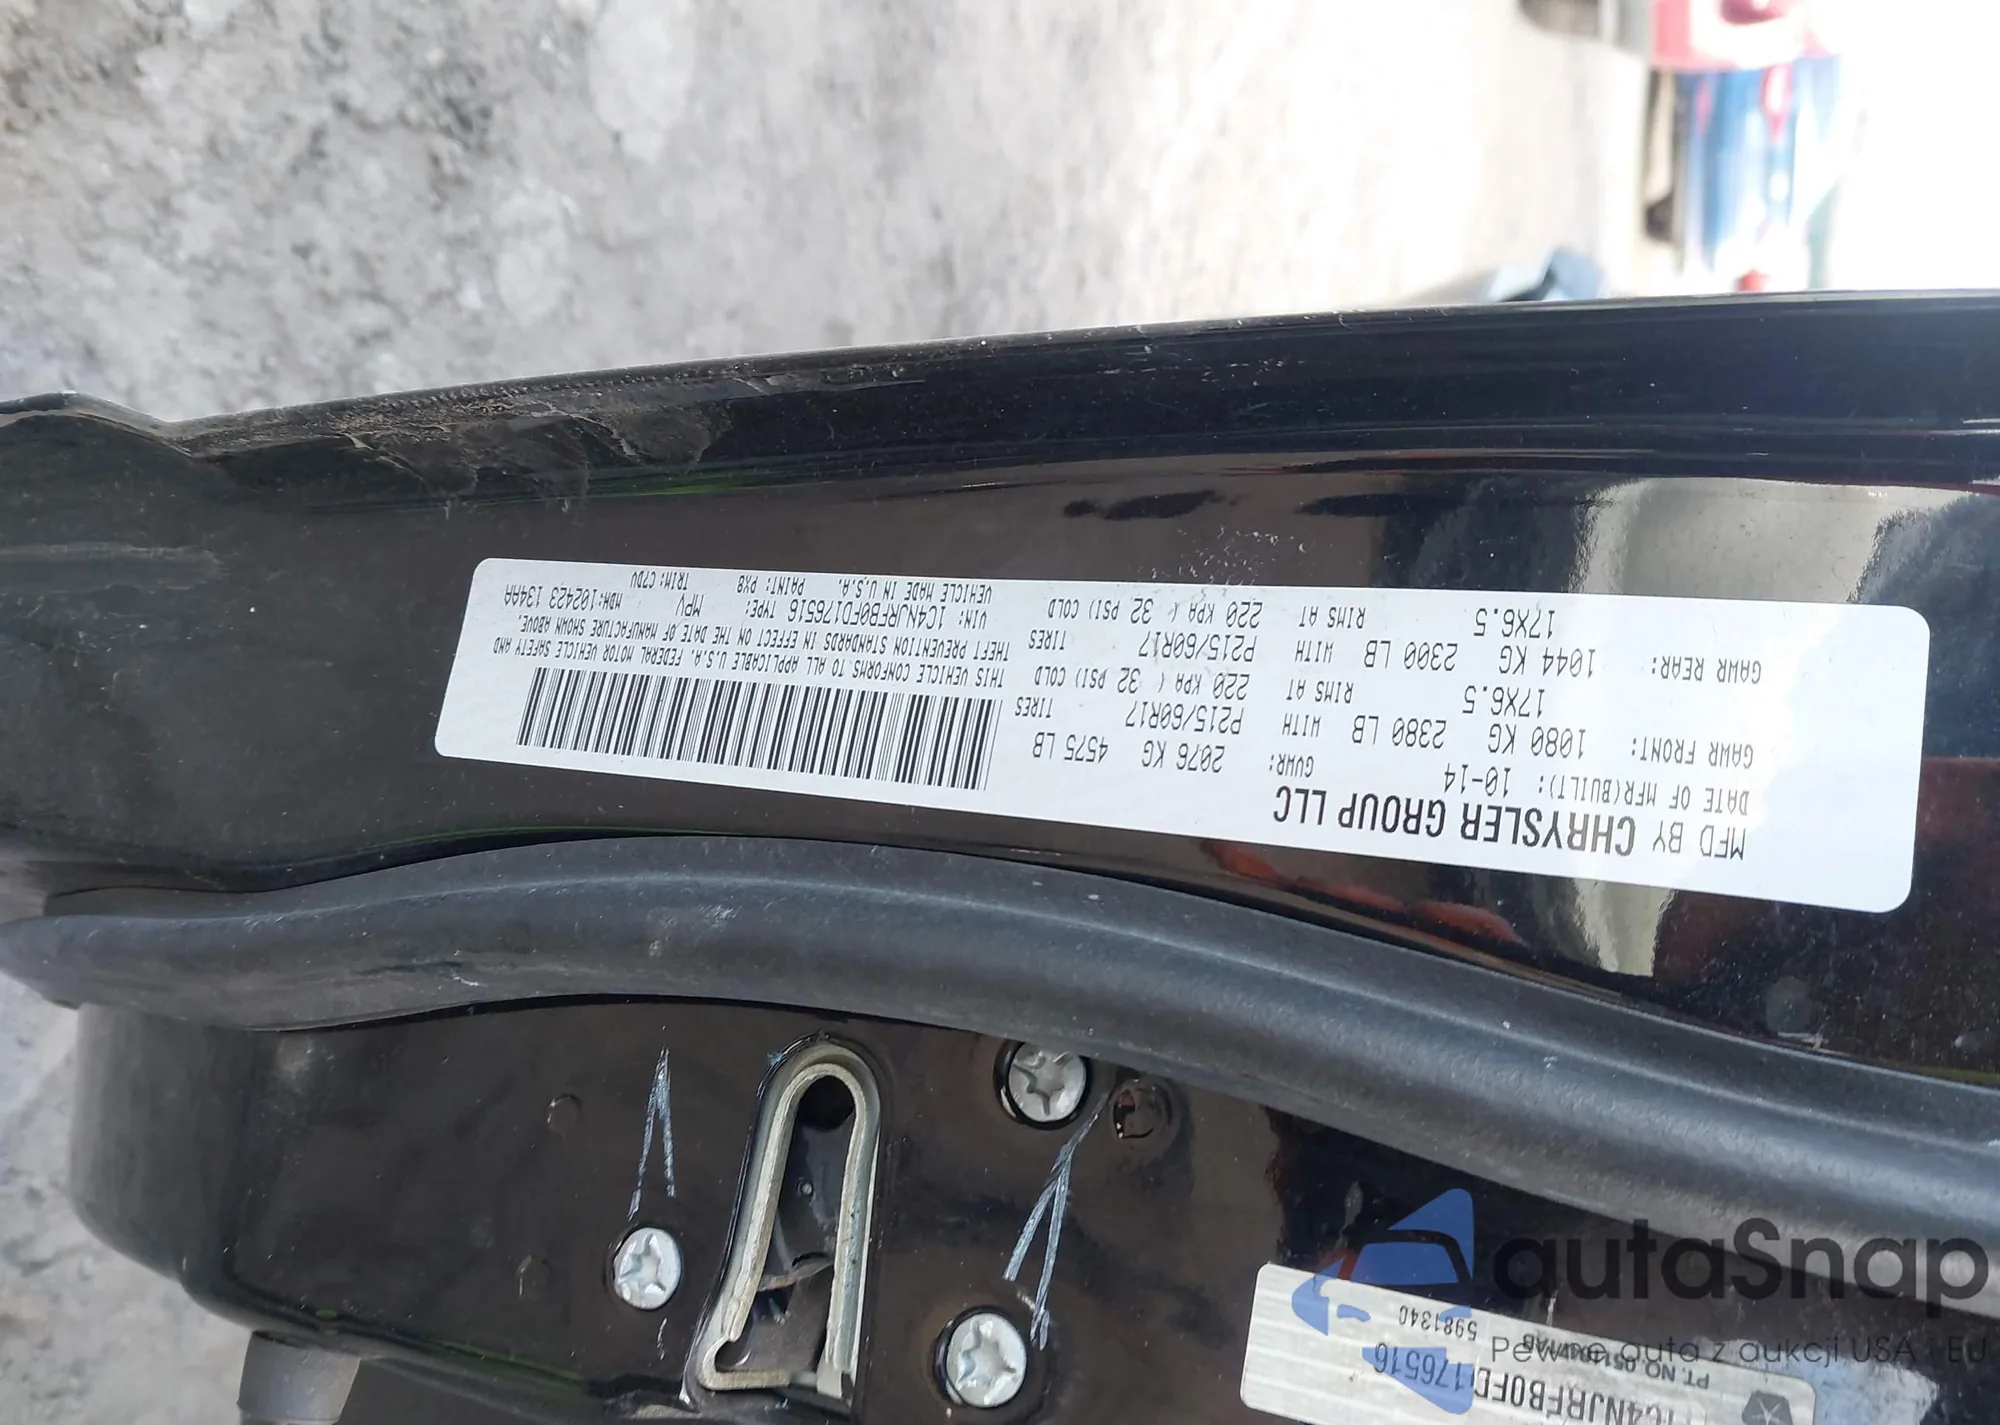 MFD BY CHRYSLER GROUP LLC
DATE OF MFR(BUILT): 10-14 GVWR: 2076 KG 4575 LB
GAWR FRONT: 1080 KG 2380 LB WITH P215/60R17 TIRES
17X6.5 RIMS AT 220 KPA ( 32 PSI) COLD
GAWR REAR: 1044 KG 2300 LB WITH P215/60R17 TIRES
17X6.5 RIMS AT 220 KPA ( 32 PSI) COLD
THIS VEHICLE CONFORMS TO ALL APPLICABLE U.S.A. FEDERAL MOTOR VEHICLE SAFETY AND
THEFT PREVENTION STANDARDS IN EFFECT ON THE DATE OF MANUFACTURE SHOWN ABOVE.
VIN: 1C4NJRFB0FD176516 TYPE: MPV MDH:102423 134AA
VEHICLE MADE IN U.S.A. PAINT: PX8 TRIM: C7DV
1C4NJRFB0FD176516
PT. NO.
5981340
autaSnap
Pewne auta z aukcji USA i EU